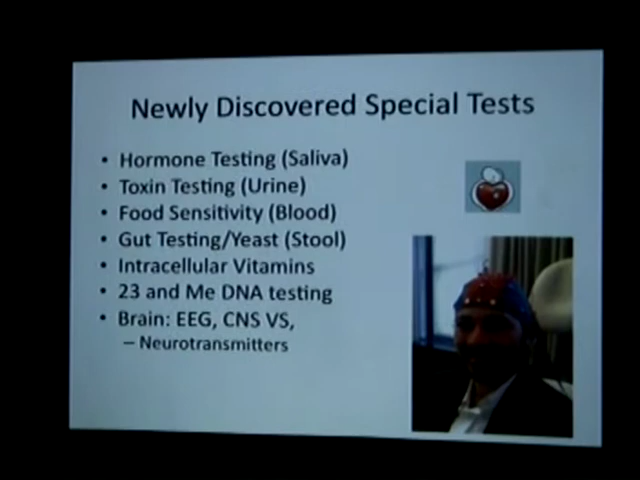 Newly Discovered Special Tests
• Hormone Testing (Saliva)
• Toxin Testing (Urine)
• Food Sensitivity (Blood)
• Gut Testing/Yeast (Stool)
• Intracellular Vitamins
• 23 and Me DNA testing
• Brain: EEG, CNS VS,
– Neurotransmitters